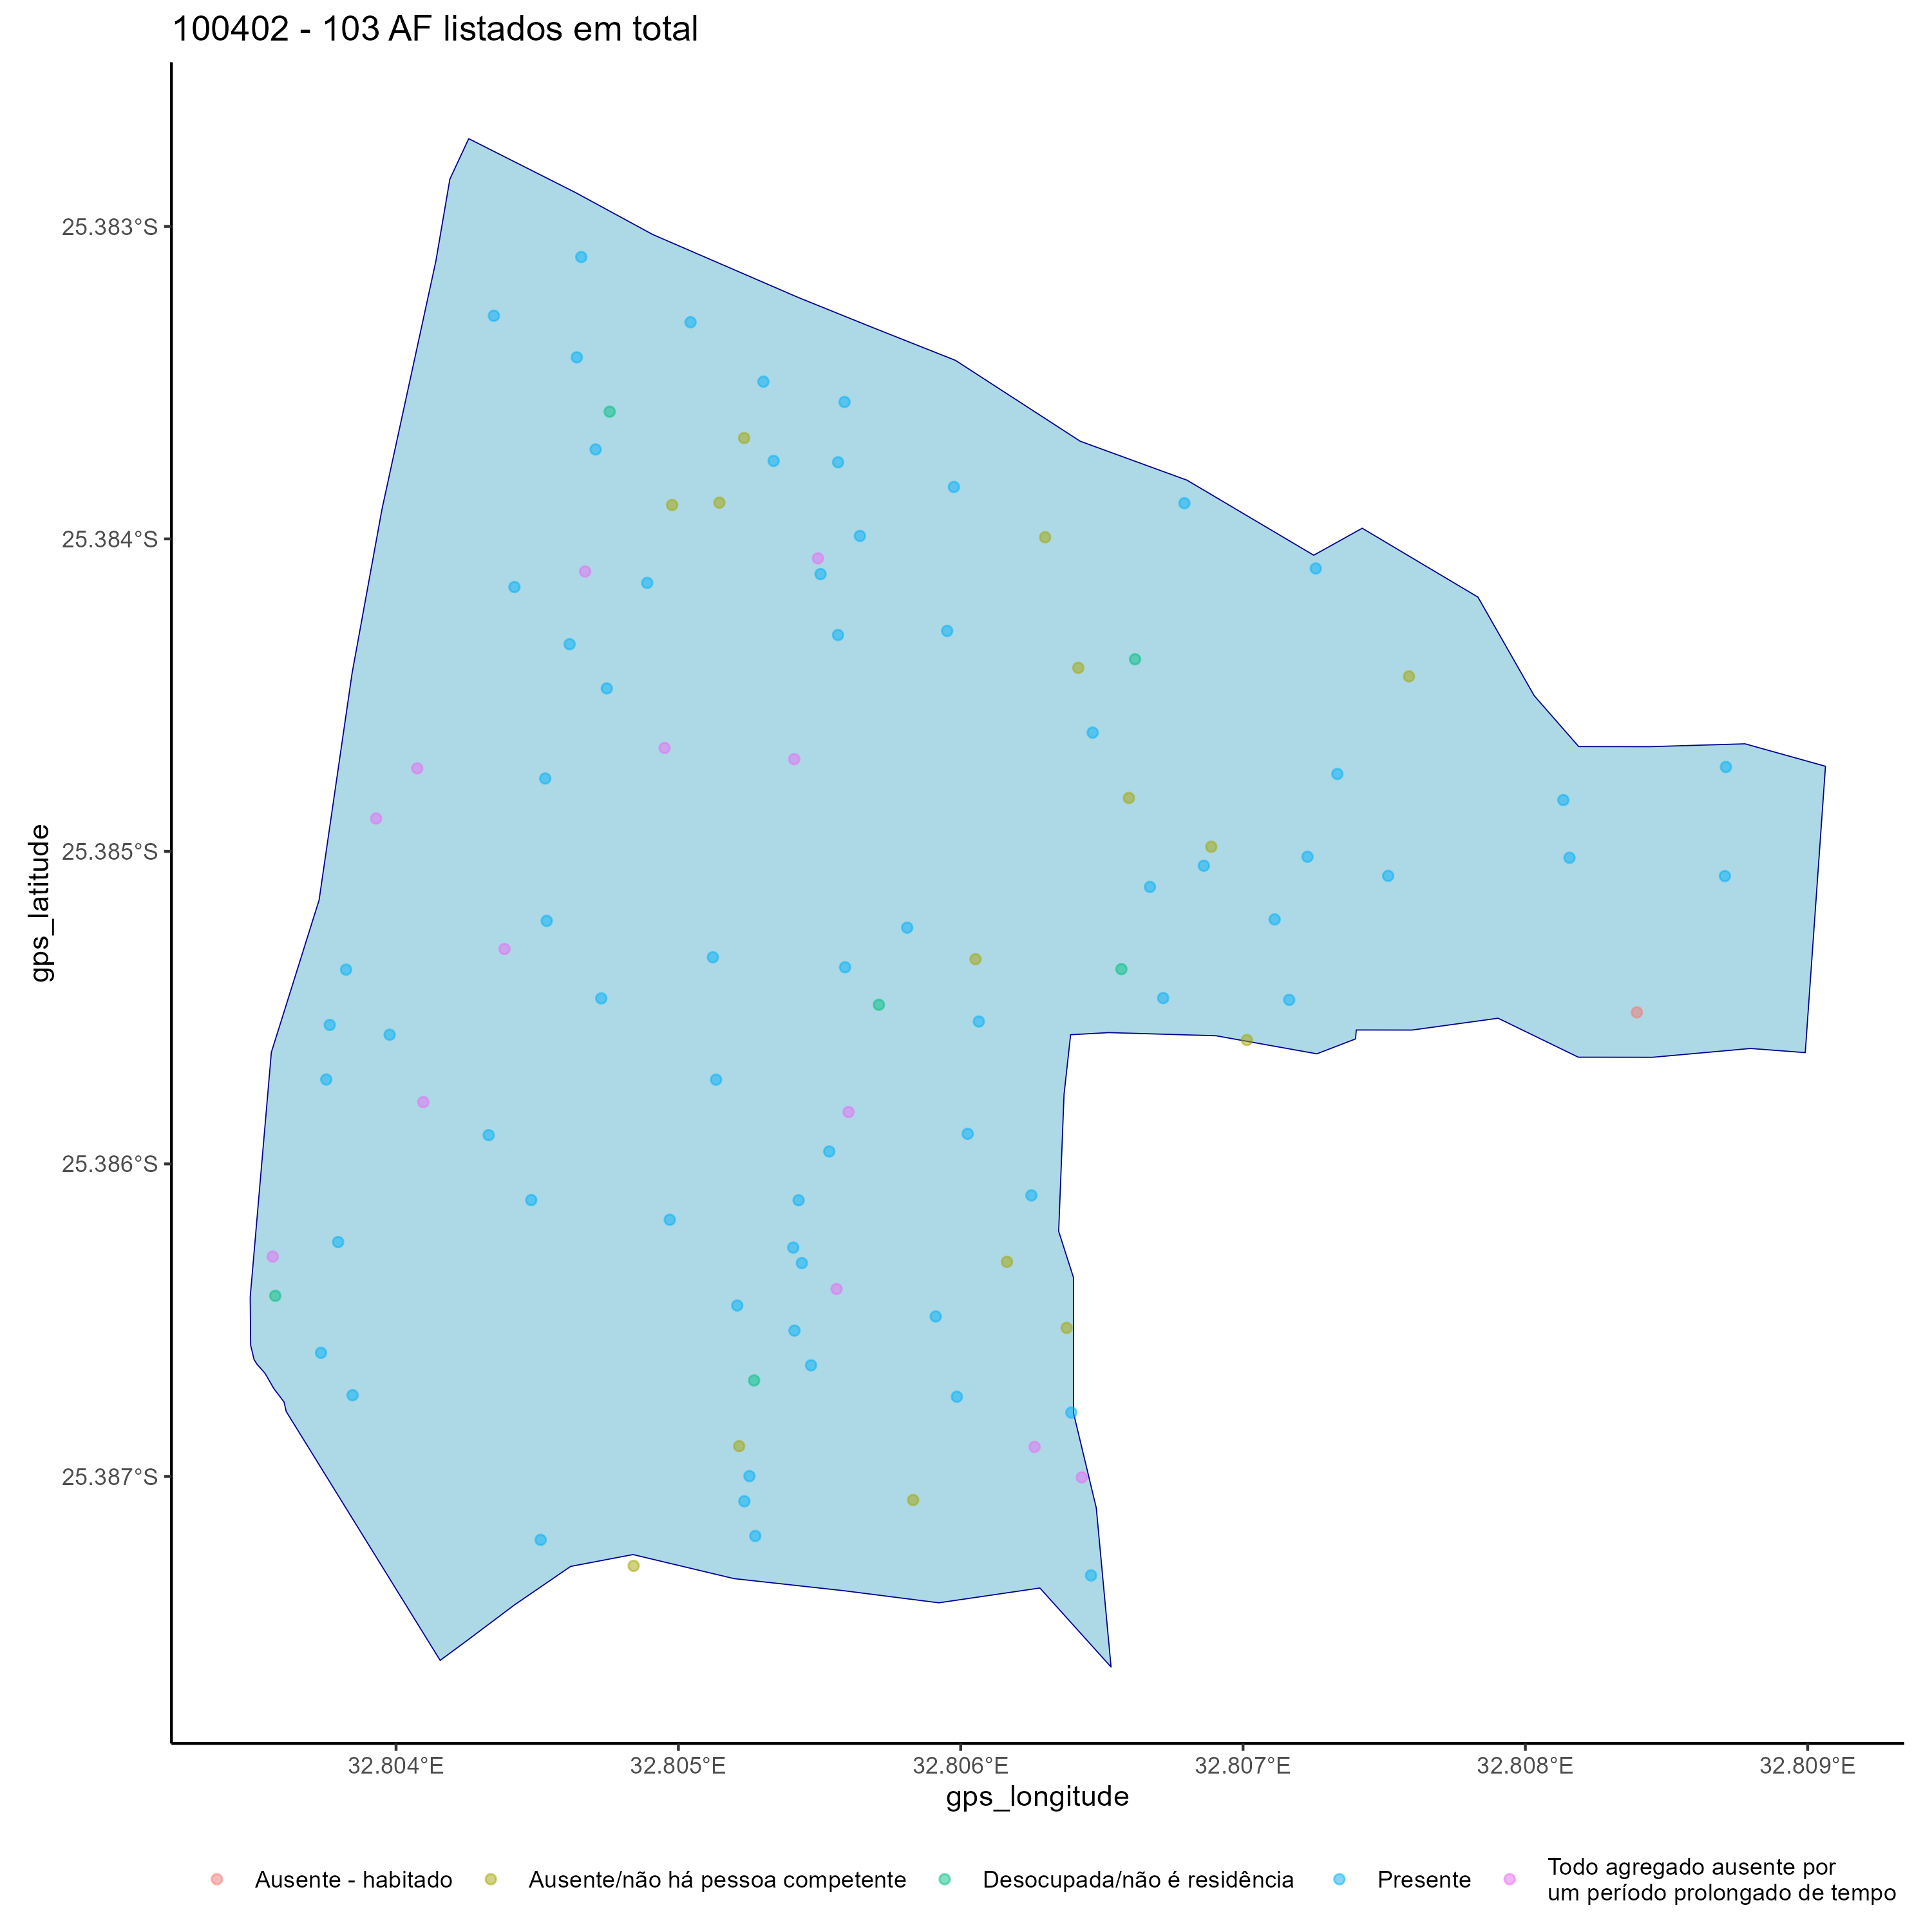 100402 - 103 AF listados em total
25.383°S
25.384°S
25.385°S
25.386°S
25.387°S
gps_latitude
32.804°E
32.805°E
32.806°E
32.807°E
32.808°E
32.809°E
gps_longitude
Ausente - habitado
Ausente/não há pessoa competente
Desocupada/não é residência
Presente
Todo agregado ausente por
um período prolongado de tempo